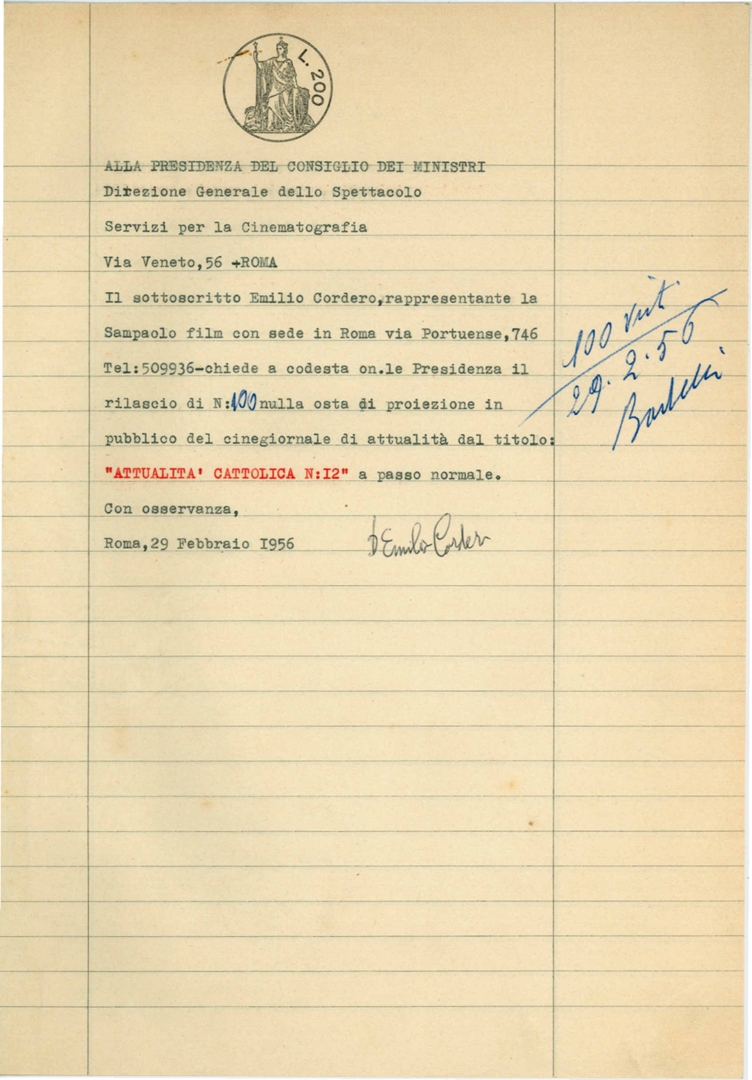 L. 200
ALLA PRESIDENZA DEL CONSIGLIO DEI MINISTRI
Direzione Generale dello Spettacolo
Servizi per la Cinematografia
Via Veneto,56 +ROMA
Il sottoscritto Emilio Cordero,rappresentante la
Sampaolo film con sede in Roma via Portuense,746
Tel:509936-chiede a codesta on.le Presidenza il
rilascio di N:100 nulla osta di proiezione in
pubblico del cinegiornale di attualità dal titolo:
"ATTUALITA' CATTOLICA N:I2" a passo normale.
Con osservanza,
Roma,29 Febbraio I956
Emilio Cordero
100
29.2.56